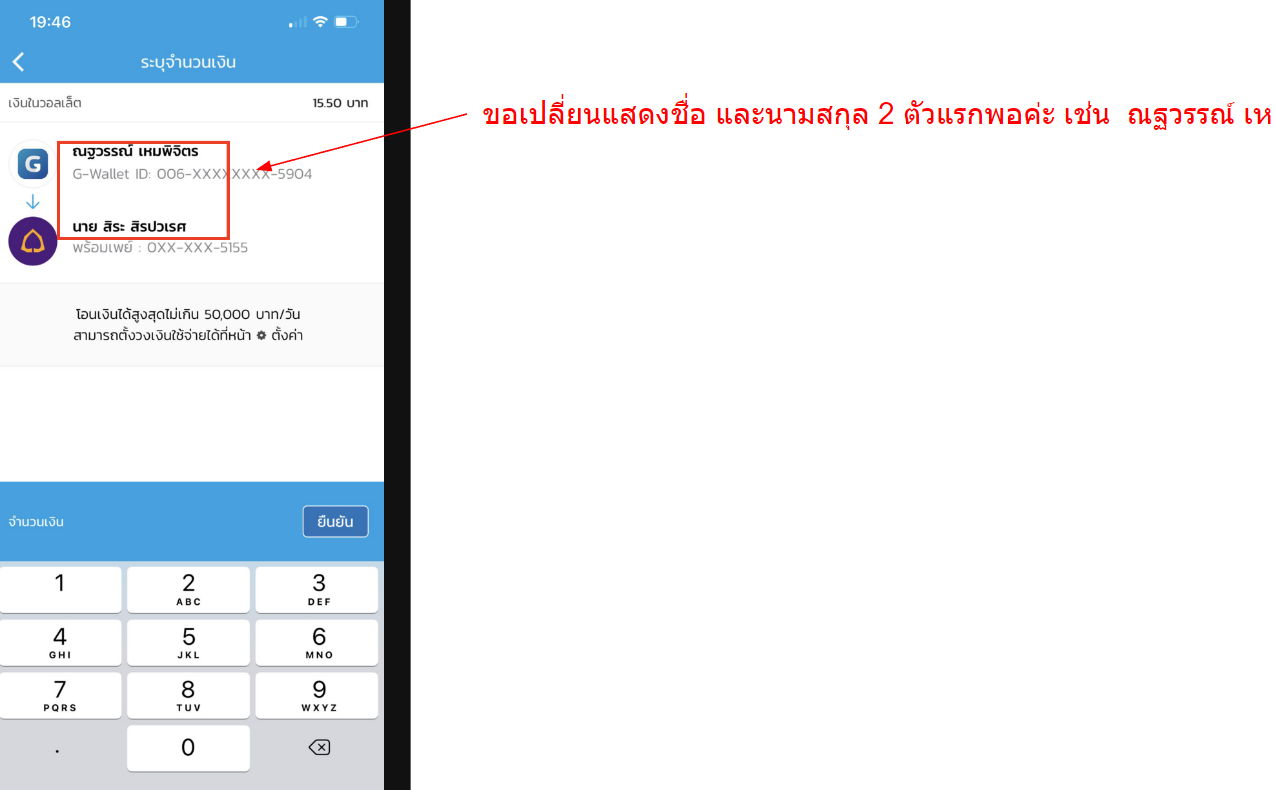 19:46
ระบุจำนวนเงิน
เงินในวอลเล็ต 15.50 บาท
ขอเปลี่ยนแสดงชื่อ และนามสกุล 2 ตัวแรกพอค่ะ เช่น ณฐวรรณ์ เห
ณฐวรรณ์ เหมพิจิตร
G
G-Wallet ID: 006-XXXXXXXX-5904
นาย สิระ สิรปวเรศ
พร้อมเพย์ : 0XX-XXX-5155
โอนเงินได้สูงสุดไม่เกิน 50,000 บาท/วัน
สามารถตั้งวงเงินใช้จ่ายได้ที่หน้า ตั้งค่า
จำนวนเงิน ยืนยัน
1 2 3
ABC DEF
4 5 6
GHI JKL MNO
7 8 9
PQRS TUV WXYZ
. 0